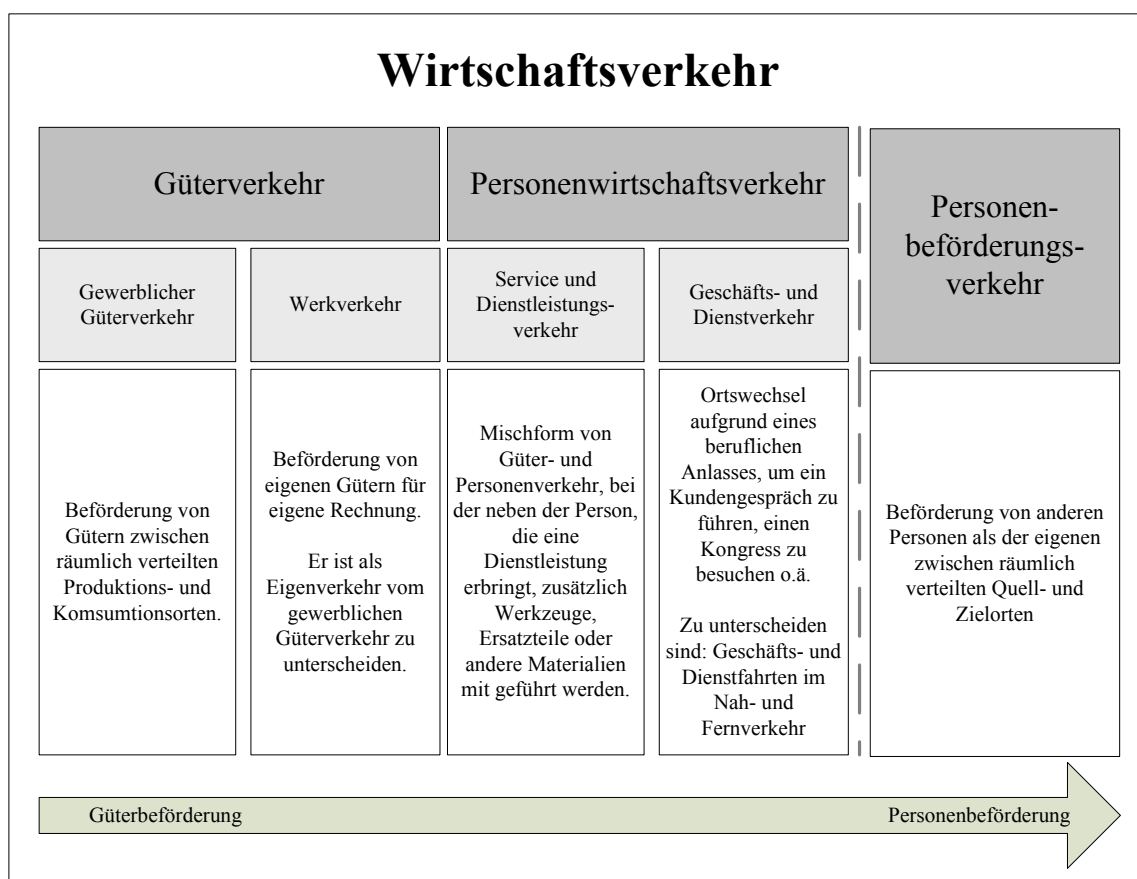 Wirtschaftsverkehr
Güterverkehr
Personenwirtschaftsverkehr
Personen-
beförderungs-
verkehr
Gewerblicher
Güterverkehr
Werkverkehr
Service und
Dienstleistungs-
verkehr
Geschäfts- und
Dienstverkehr
Beförderung von
Gütern zwischen
räumlich verteilten
Produktions- und
Komsumtionsorten.
Beförderung von
eigenen Gütern für
eigene Rechnung.
Er ist als
Eigenverkehr vom
gewerblichen
Güterverkehr zu
unterscheiden.
Mischform von
Güter- und
Personenverkehr, bei
der neben der Person,
die eine
Dienstleistung
erbringt, zusätzlich
Werkzeuge,
Ersatzteile oder
andere Materialien
mit geführt werden.
Ortswechsel
aufgrund eines
beruflichen
Anlasses, um ein
Kundengespräch zu
führen, einen
Kongress zu
besuchen o.ä.
Zu unterscheiden
sind: Geschäfts- und
Dienstfahrten im
Nah- und
Fernverkehr
Beförderung von anderen
Personen als der eigenen
zwischen räumlich
verteilten Quell- und
Zielorten
Güterbeförderung
Personenbeförderung